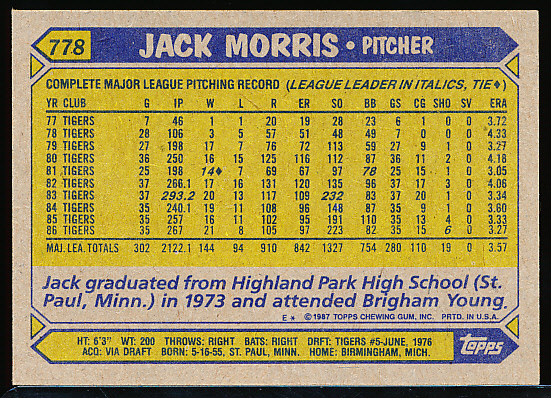 778
JACK MORRIS • PITCHER
COMPLETE MAJOR LEAGUE PITCHING RECORD (LEAGUE LEADER IN ITALICS, TIE♦)
YR CLUB G IP W L R ER SO BB GS CG SHO SV ERA
77 TIGERS 7 46 1 1 20 19 28 23 6 1 0 0 3.72
78 TIGERS 28 106 3 5 57 51 48 49 7 0 0 0 4.33
79 TIGERS 27 198 17 7 76 72 113 59 27 9 1 0 3.27
80 TIGERS 36 250 16 15 125 116 112 87 36 11 2 0 4.18
81 TIGERS 25 198 14♦ 7 69 67 97 78 25 15 1 0 3.05
82 TIGERS 37 266.1 17 16 131 120 135 96 37 17 3 0 4.06
83 TIGERS 37 293.2 20 13 117 109 232 83 37 20 1 0 3.34
84 TIGERS 35 240.1 19 11 108 96 148 87 35 9 1 0 3.60
85 TIGERS 35 257 16 11 102 95 191 110 35 13 4 0 3.33
86 TIGERS 35 267 21 8 105 97 223 82 35 15 6 0 3.27
MAJ. LEA. TOTALS 302 2122.1 144 94 910 842 1327 754 280 110 19 0 3.57
Jack graduated from Highland Park High School (St.
Paul, Minn.) in 1973 and attended Brigham Young.
E* © 1987 TOPPS CHEWING GUM, INC. PRTD. IN U.S.A.
HT: 6'3" WT: 200 THROWS: RIGHT BATS: RIGHT DRFT: TIGERS #5-JUNE, 1976
ACQ: VIA DRAFT BORN: 5-16-55, ST. PAUL, MINN. HOME: BIRMINGHAM, MICH.
topps